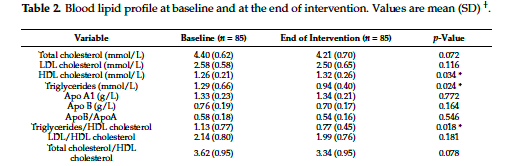 Table 2. Blood lipid profile at baseline and at the end of intervention. Values are mean (SD) †.
Variable Baseline (n = 85) End of Intervention (n = 85) p-Value
Total cholesterol (mmol/L) 4.40 (0.62) 4.21 (0.70) 0.072
LDL cholesterol (mmol/L) 2.58 (0.58) 2.50 (0.65) 0.116
HDL cholesterol (mmol/L) 1.26 (0.21) 1.32 (0.26) 0.034 *
Triglycerides (mmol/L) 1.29 (0.66) 0.94 (0.40) 0.024 *
Apo A1 (g/L) 1.33 (0.23) 1.34 (0.21) 0.772
Apo B (g/L) 0.76 (0.19) 0.70 (0.17) 0.164
ApoB/ApoA 0.58 (0.18) 0.54 (0.16) 0.546
Triglycerides/HDL cholesterol 1.13 (0.77) 0.77 (0.45) 0.018 *
LDL/HDL cholesterol 2.14 (0.80) 1.99 (0.76) 0.181
Total cholesterol/HDL
cholesterol 3.62 (0.95) 3.34 (0.95) 0.078